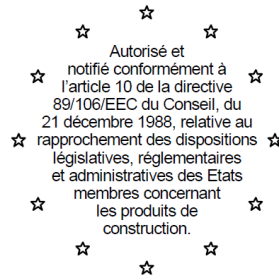 Autorisé et
notifié conformément à
l'article 10 de la directive
89/106/EEC du Conseil, du
21 décembre 1988, relative au
rapprochement des dispositions
législatives, réglementaires
et administratives des Etats
membres concernant
les produits de
construction.